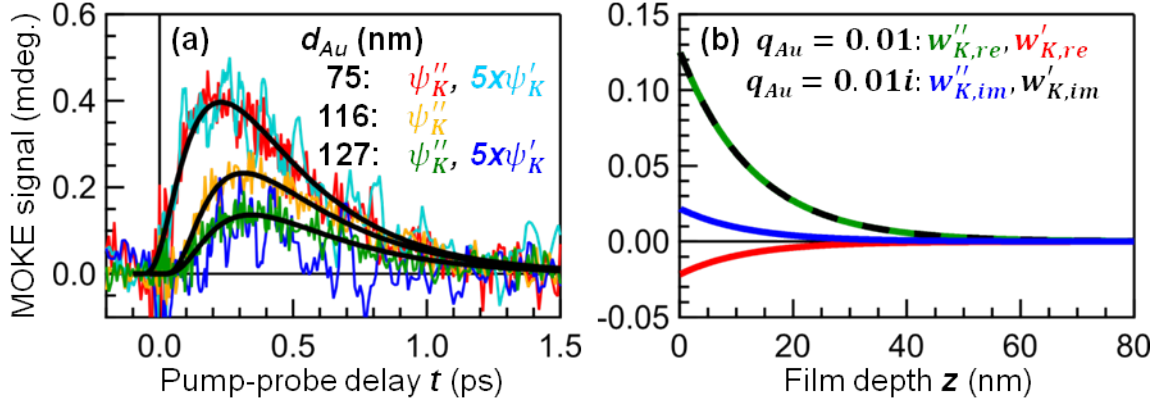 MOKE signal (mdeg.)
0.6
0.4
0.2
0.0
(a) d_Au (nm)
75: ψ″_K, 5xψ′_K
116: ψ″_K
127: ψ″_K, 5xψ′_K
0.0 0.5 1.0 1.5
Pump-probe delay t (ps)
0.15
0.10
0.05
0.00
-0.05
(b) q_Au = 0.01: w″_K,re, w′_K,re
q_Au = 0.01i: w″_K,im, w′_K,im
0 20 40 60 80
Film depth z (nm)